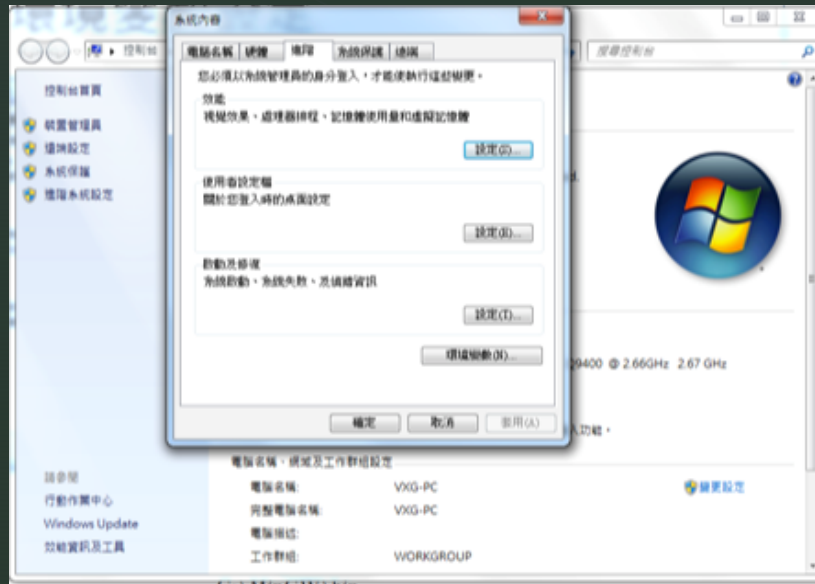 系統內容
電腦名稱 硬體 進階 系統保護 遠端
您必須以系統管理員的身分登入，才能使執行這些變更。
效能
視覺效果、處理器排程、記憶體使用量和虛擬記憶體
設定(S)...
使用者設定檔
關於您登入時的桌面設定
設定(E)...
啟動及修復
系統啟動、系統失敗、及偵錯資訊
設定(T)...
環境變數(N)...
確定 取消 套用(A)
控制台
搜尋控制台
控制台首頁
裝置管理員
遠端設定
系統保護
進階系統設定
9400 @ 2.66GHz 2.67 GHz
入功能。
電腦名稱、網域及工作群組設定
電腦名稱: VXG-PC
變更設定
完整電腦名稱: VXG-PC
電腦描述:
工作群組: WORKGROUP
請參閱
行動作業中心
Windows Update
效能資訊及工具